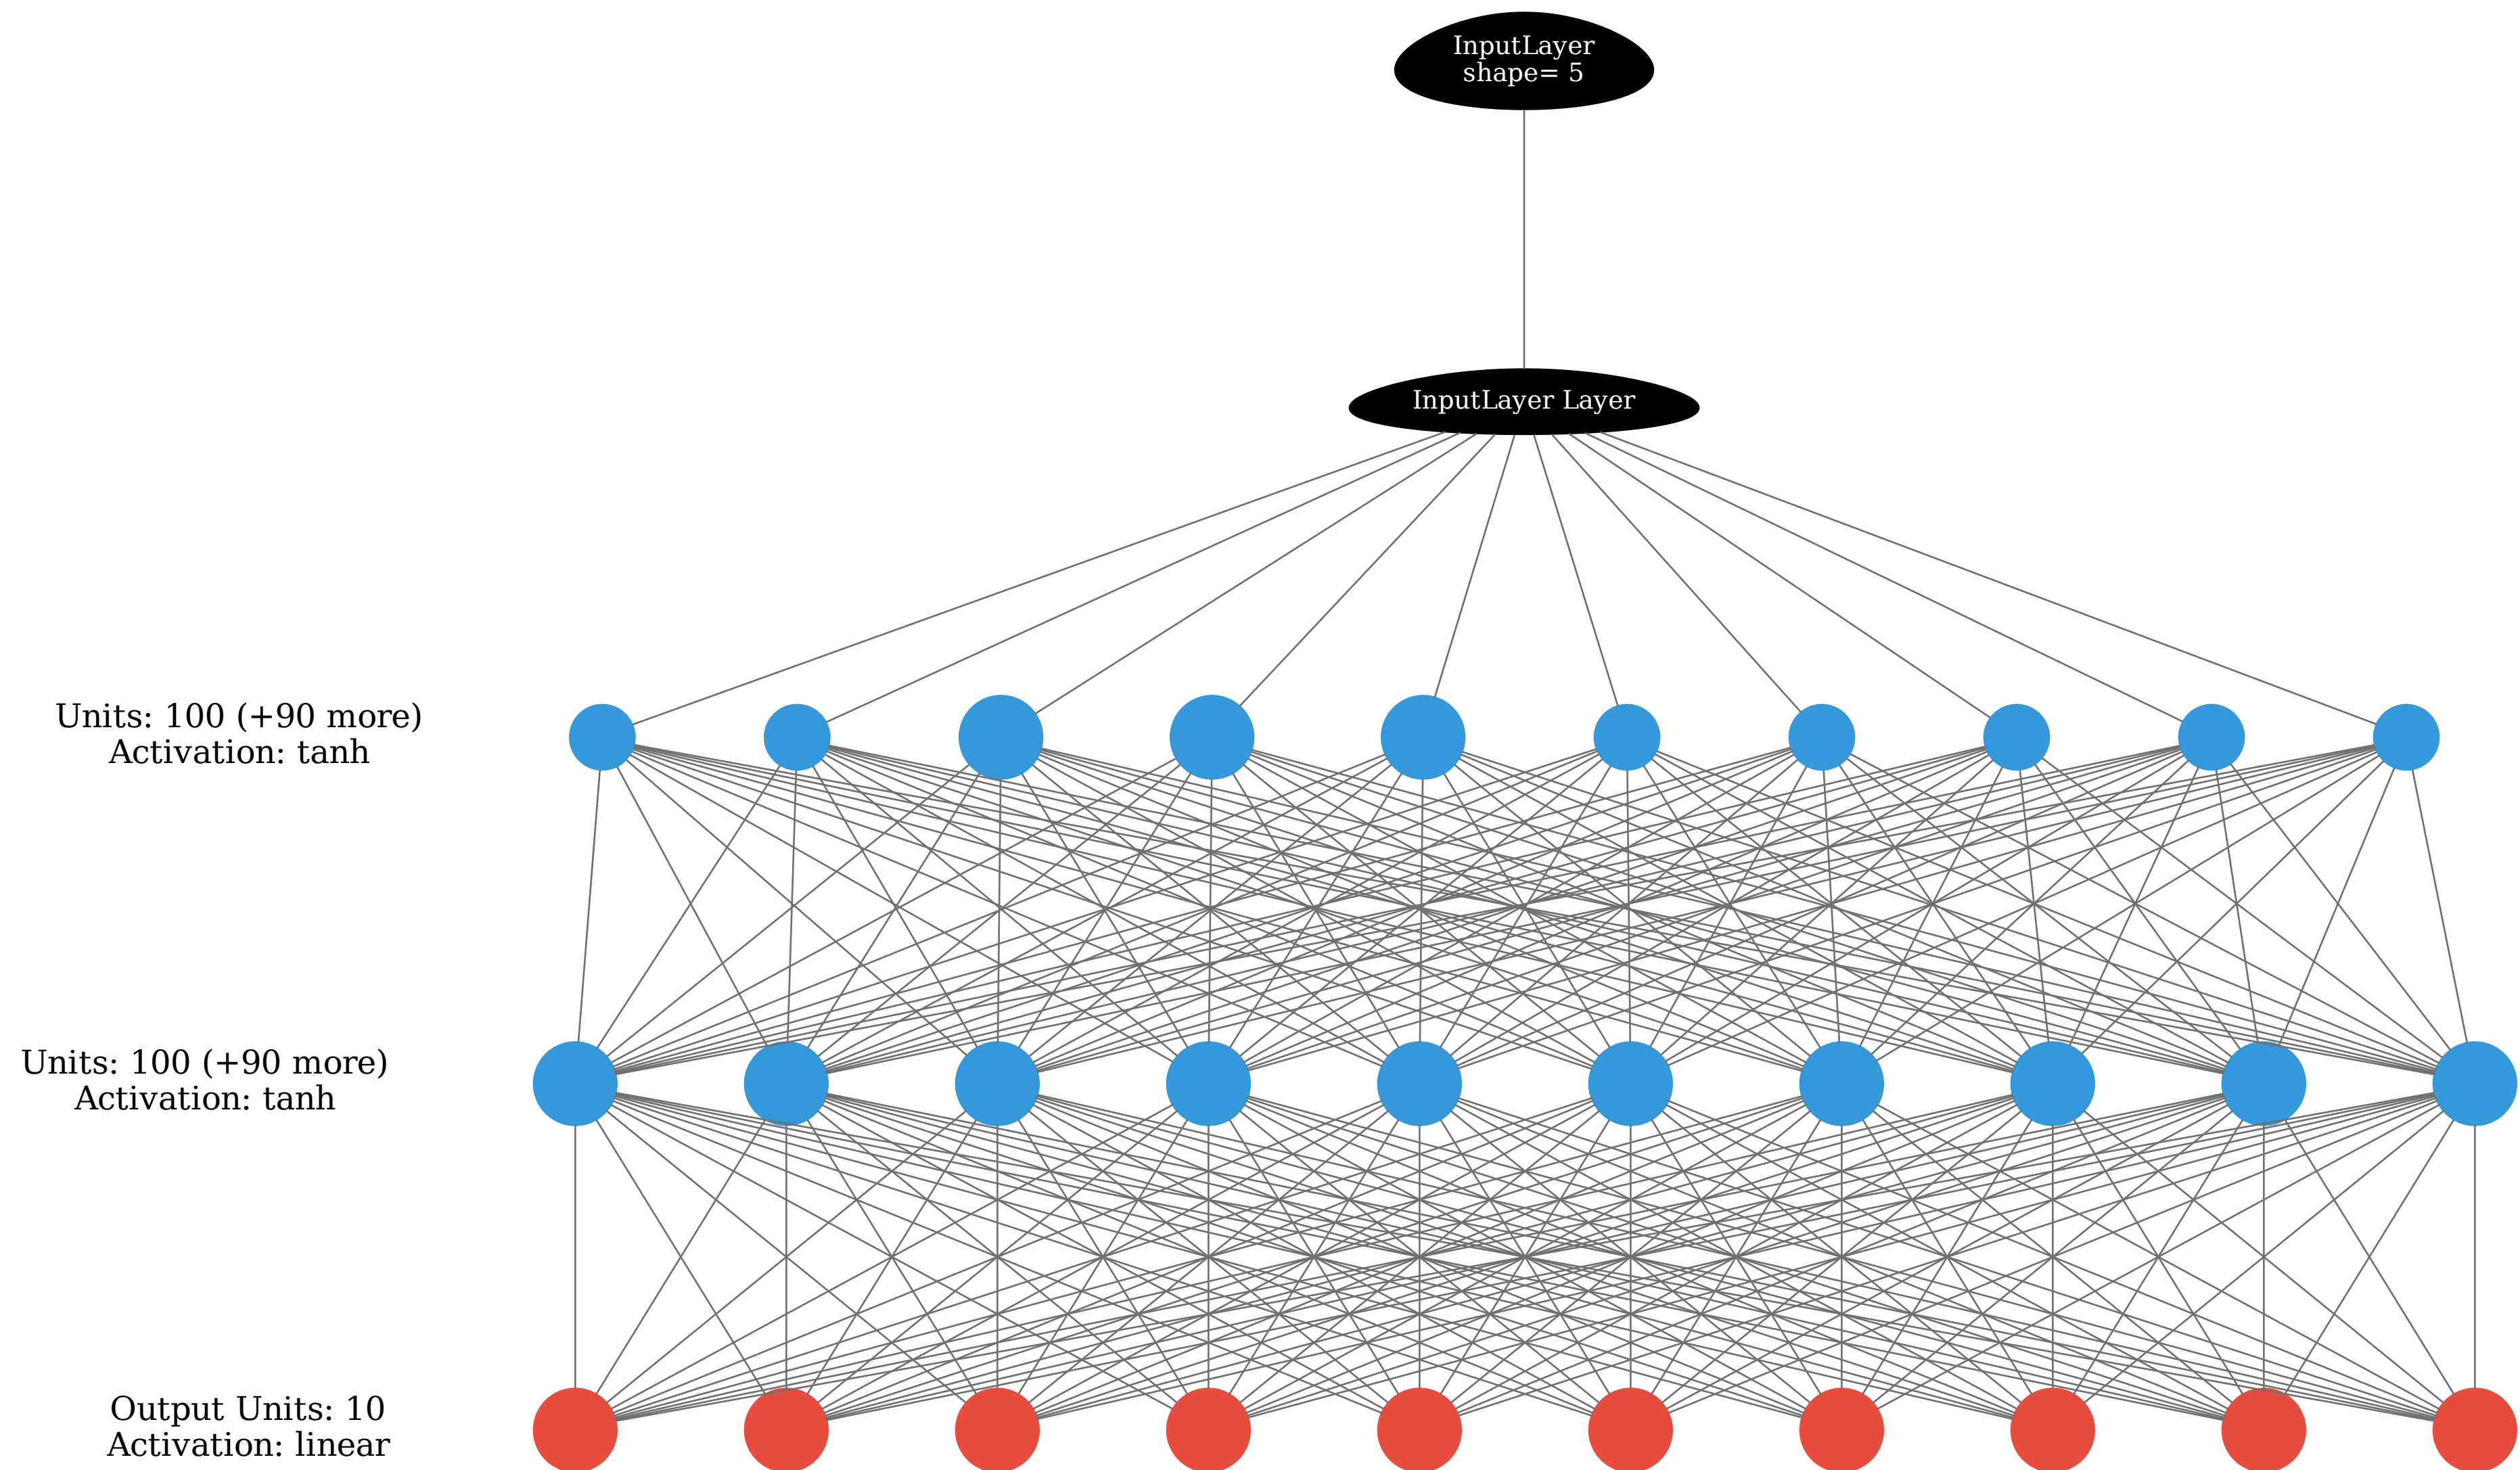 InputLayer
shape= 5
InputLayer Layer
Units: 100 (+90 more)
Activation: tanh
Units: 100 (+90 more)
Activation: tanh
Output Units: 10
Activation: linear